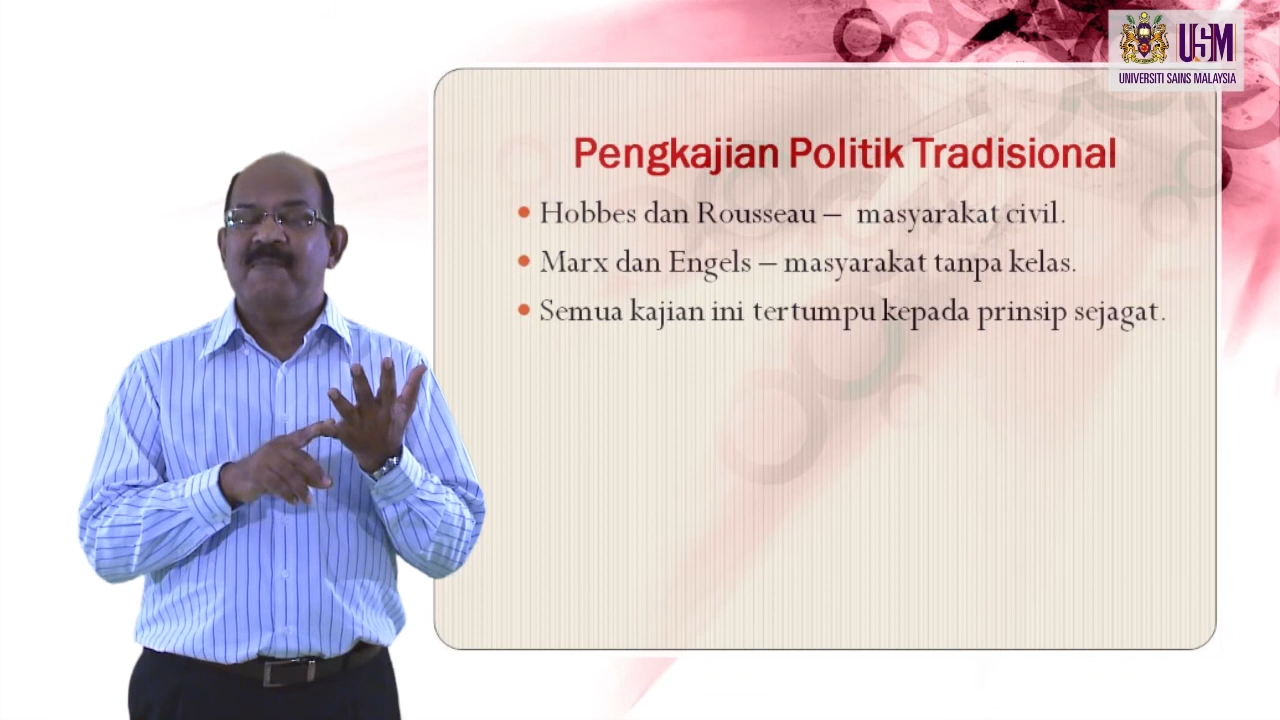 USM
UNIVERSITI SAINS MALAYSIA
Pengkajian Politik Tradisional
• Hobbes dan Rousseau – masyarakat civil.
• Marx dan Engels – masyarakat tanpa kelas.
• Semua kajian ini tertumpu kepada prinsip sejagat.